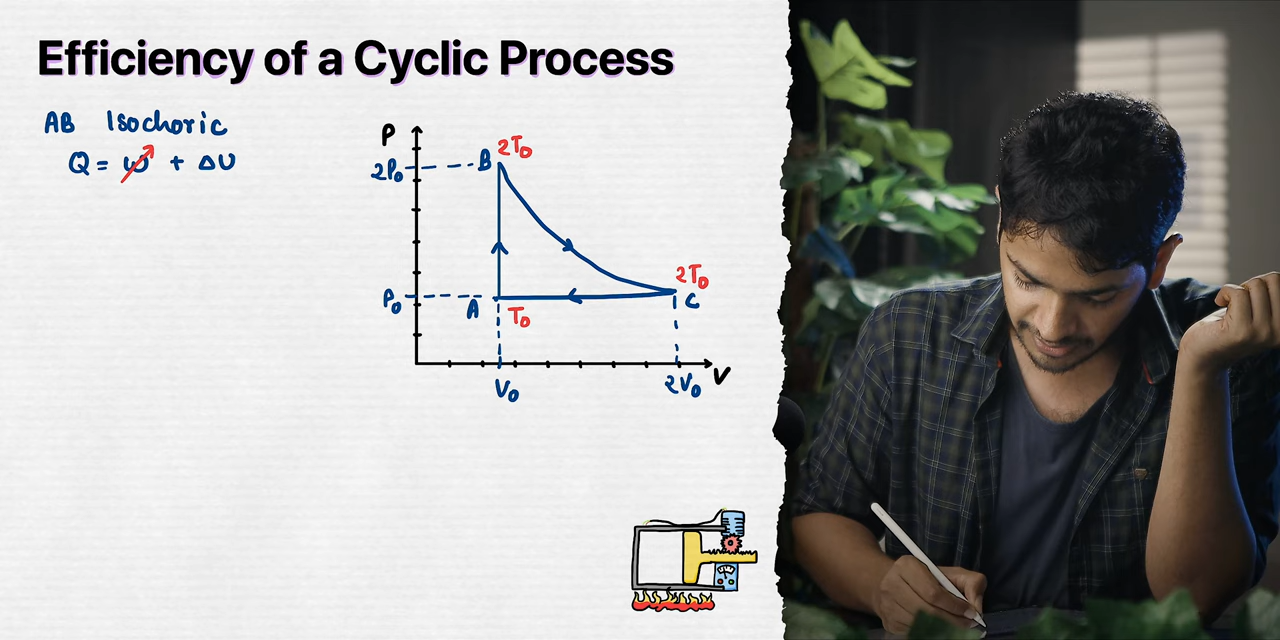 Efficiency of a Cyclic Process
AB Isochoric
Q = W + ΔU
P
2P₀
B
2T₀
2T₀
P₀
A
T₀
C
V₀
2V₀
V